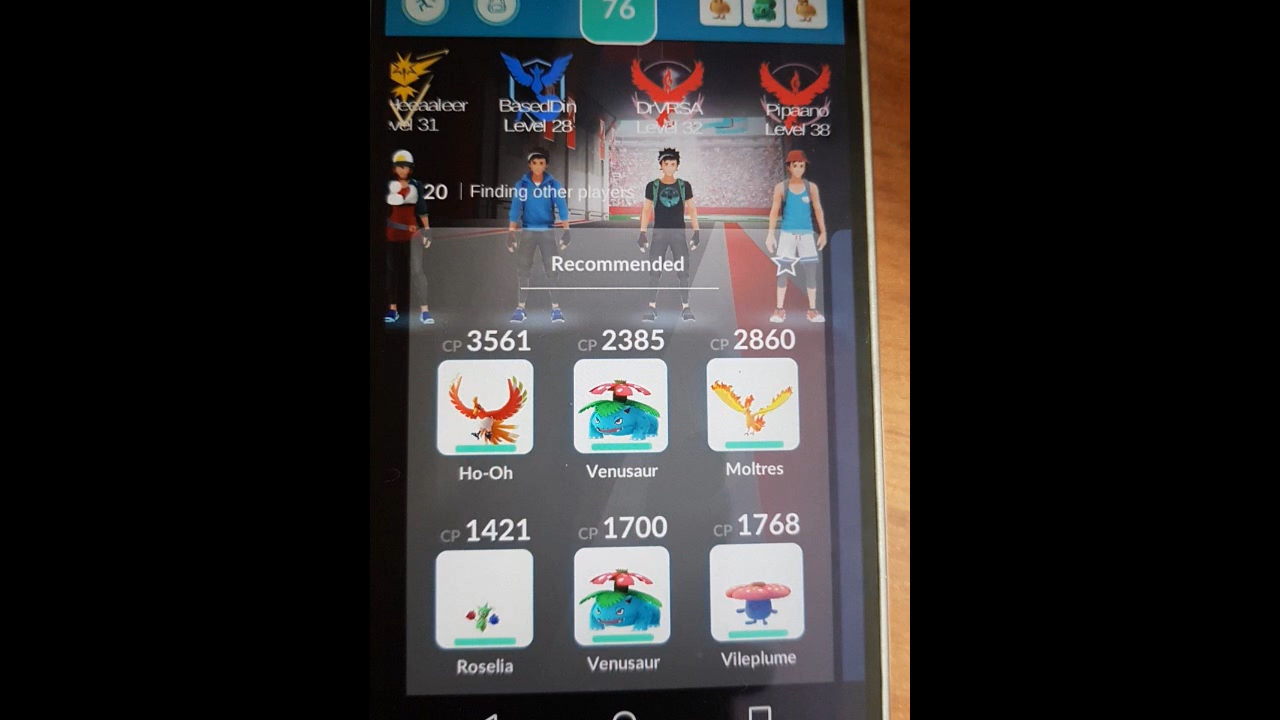 76
BasedDin
DrVRSA
Pipaano
Level 28
Level 32
Level 38
20 | Finding other players
Recommended
CP 3561
CP 2385
CP 2860
Ho-Oh
Venusaur
Moltres
CP 1421
CP 1700
CP 1768
Roselia
Venusaur
Vileplume